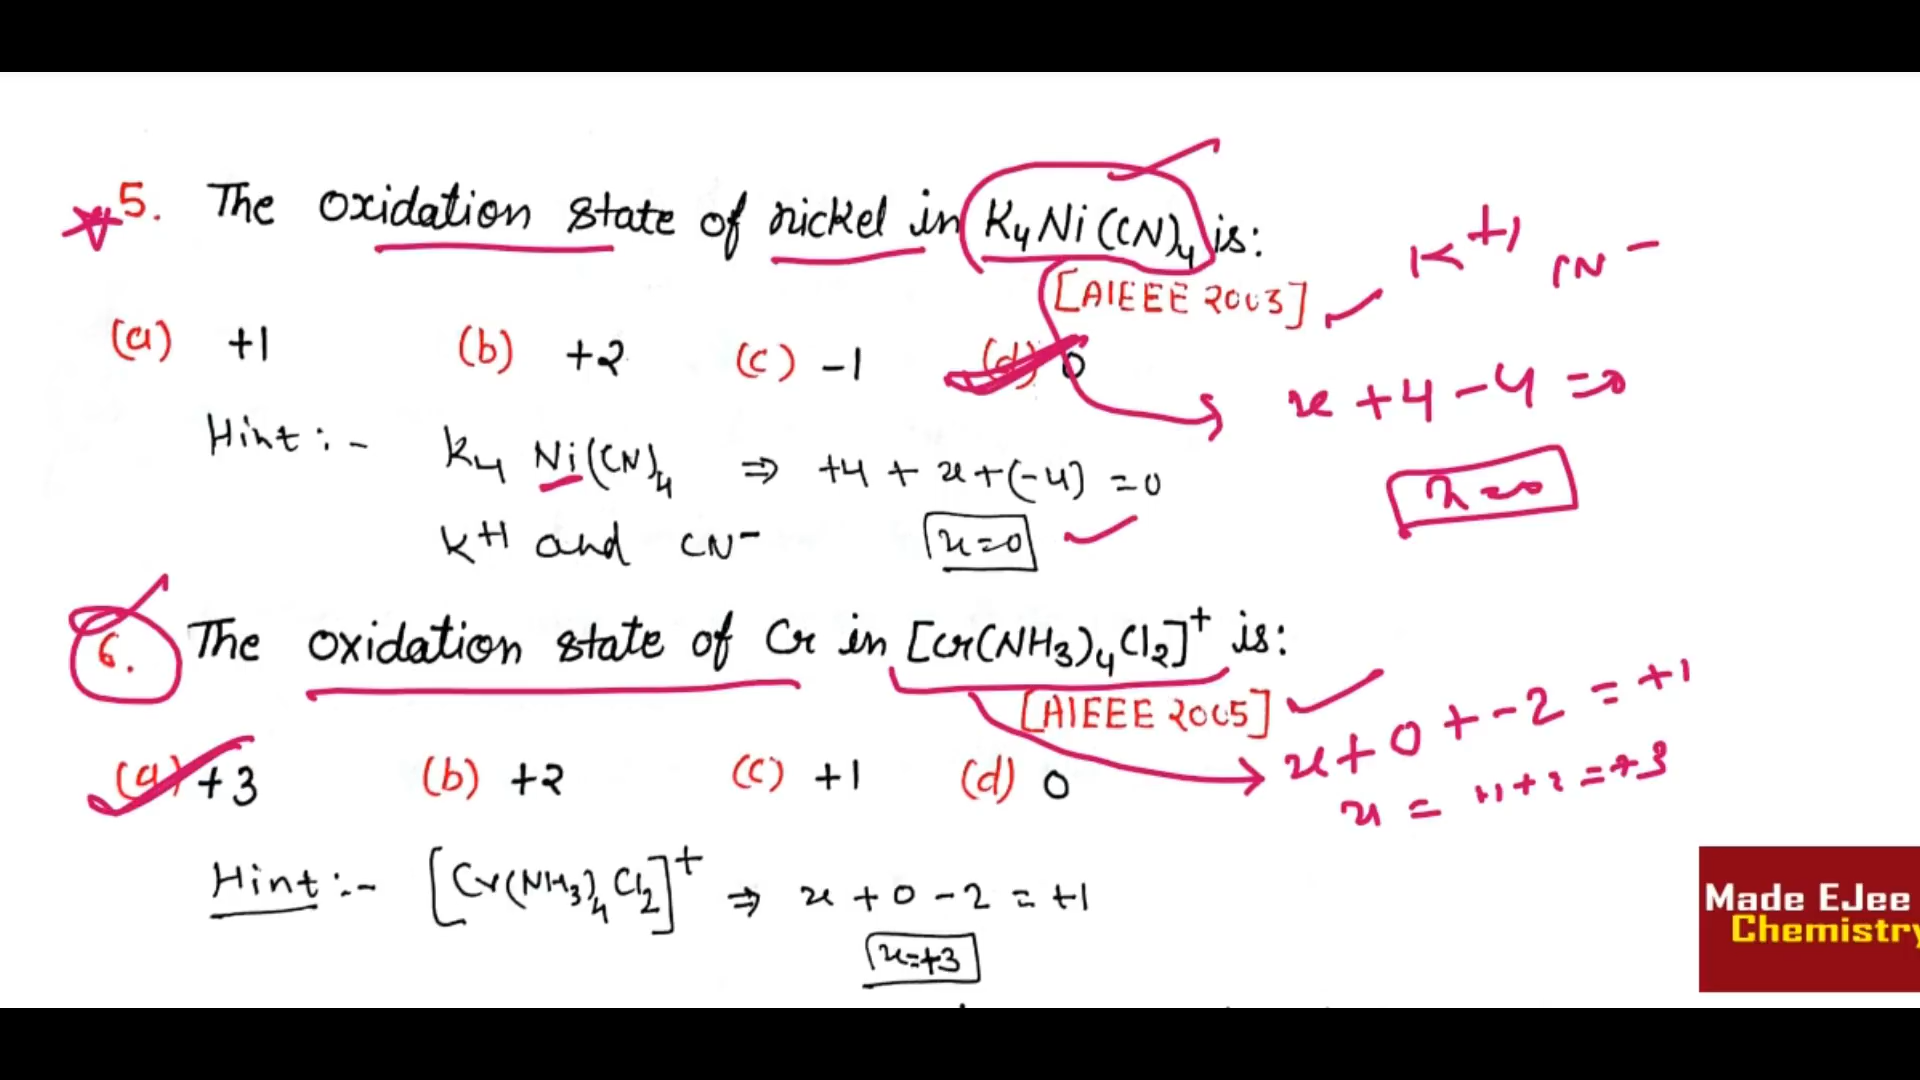 5. The oxidation state of nickel in K₄Ni(CN)₄ is:
K⁺¹ CN⁻
[AIEEE 2003]
(a) +1 (b) +2 (c) -1 (d) 0
x +4 -4 =0
Hint :- K₄ Ni(CN)₄ ⇒ +4 + x +(-4) =0
x=0
K⁺¹ and CN⁻ x=0
6. The oxidation state of Cr in [Cr(NH₃)₄Cl₂]⁺ is:
[AIEEE 2005]
x+0+-2 = +1
(a) +3 (b) +2 (c) +1 (d) 0
x = +1+2 =+3
Hint :- [Cr(NH₃)₄Cl₂]⁺ ⇒ x + 0 - 2 = +1
x=+3
Made EJee
Chemistry